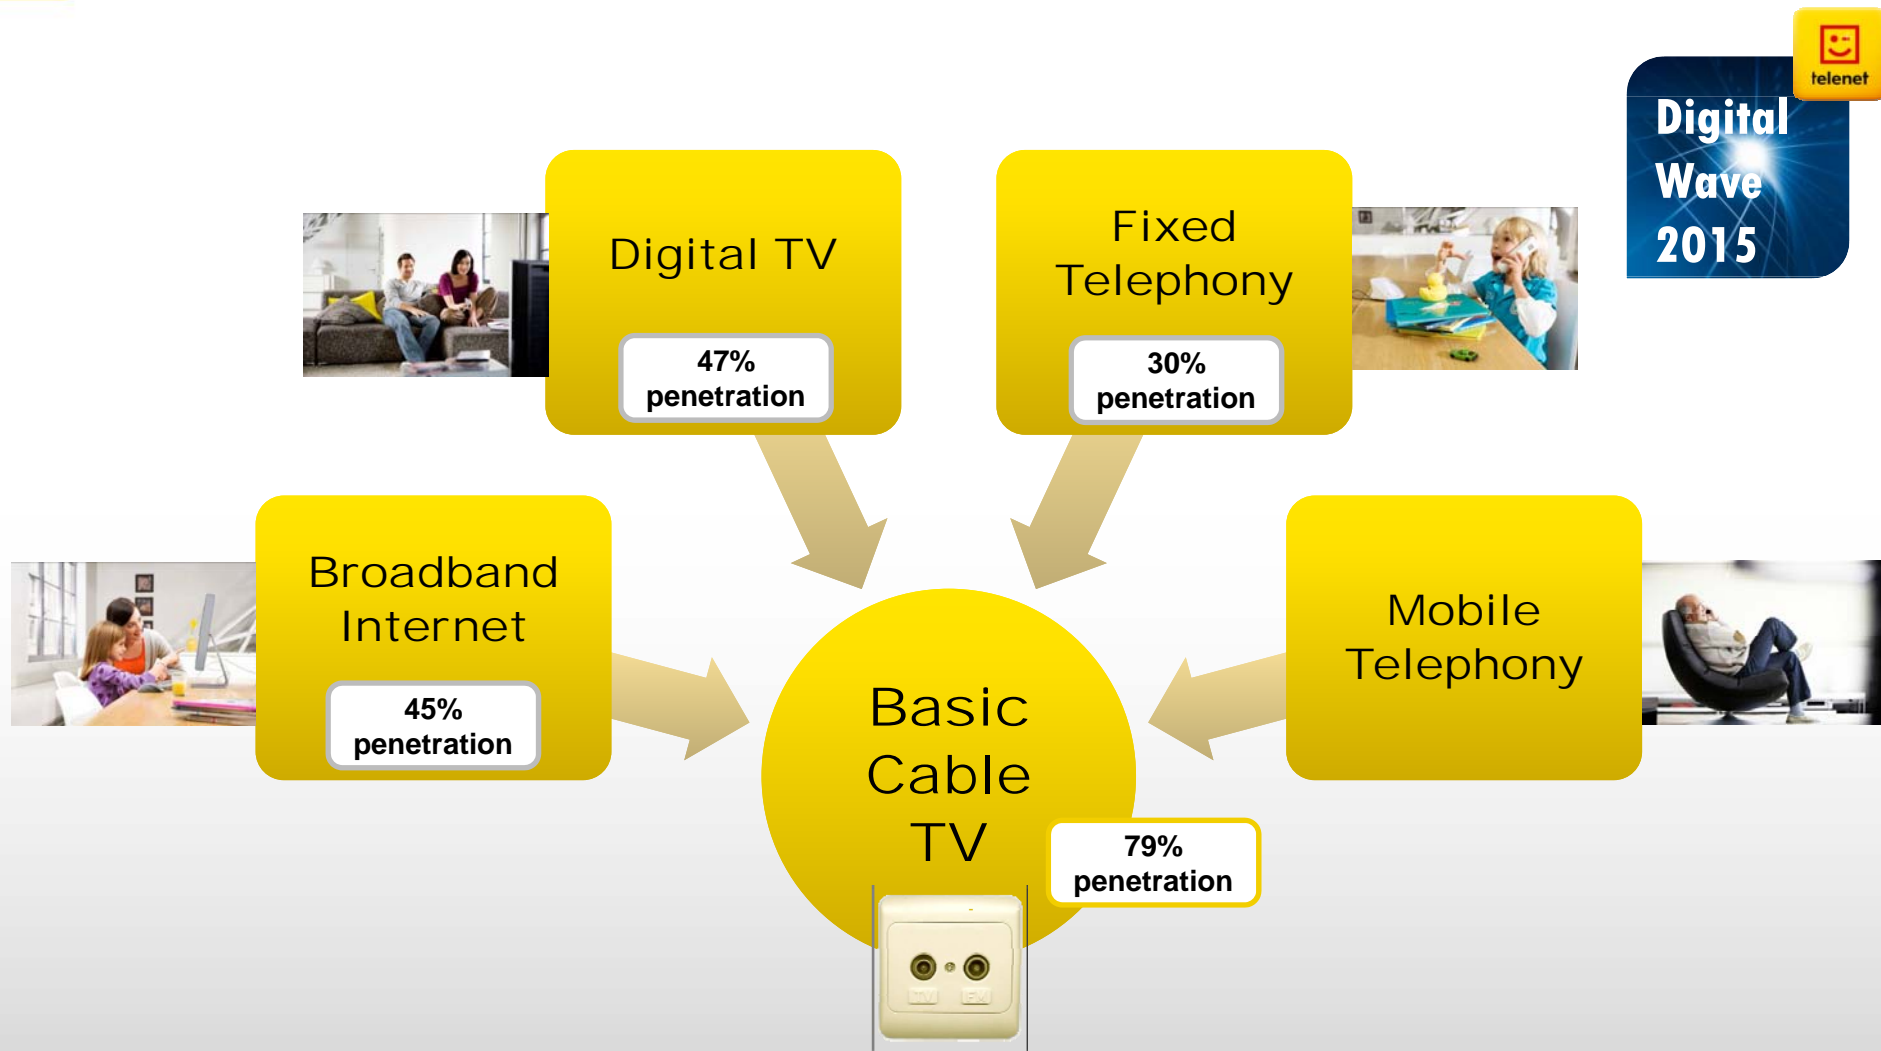 telenet
Digital
Wave
2015
Digital TV
47%
penetration
Fixed
Telephony
30%
penetration
Broadband
Internet
45%
penetration
Mobile
Telephony
Basic
Cable
TV
79%
penetration
TV FM